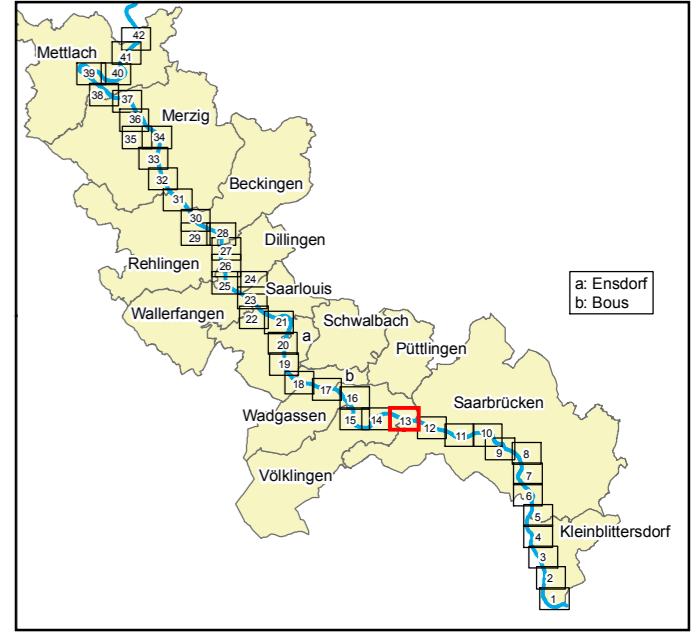 42
Mettlach
41
39
40
38
37
36
Merzig
35
34
33
32
Beckingen
31
30
29
28
Dillingen
27
Rehlingen
26
25
24
Saarlouis
23
a: Ensdorf
b: Bous
Wallerfangen
22
21
Schwalbach
a
20
Püttlingen
19
b
18
17
16
Saarbrücken
Wadgassen
15
14
13
12
11
10
9
8
Völklingen
7
6
5
Kleinblittersdorf
4
3
2
1